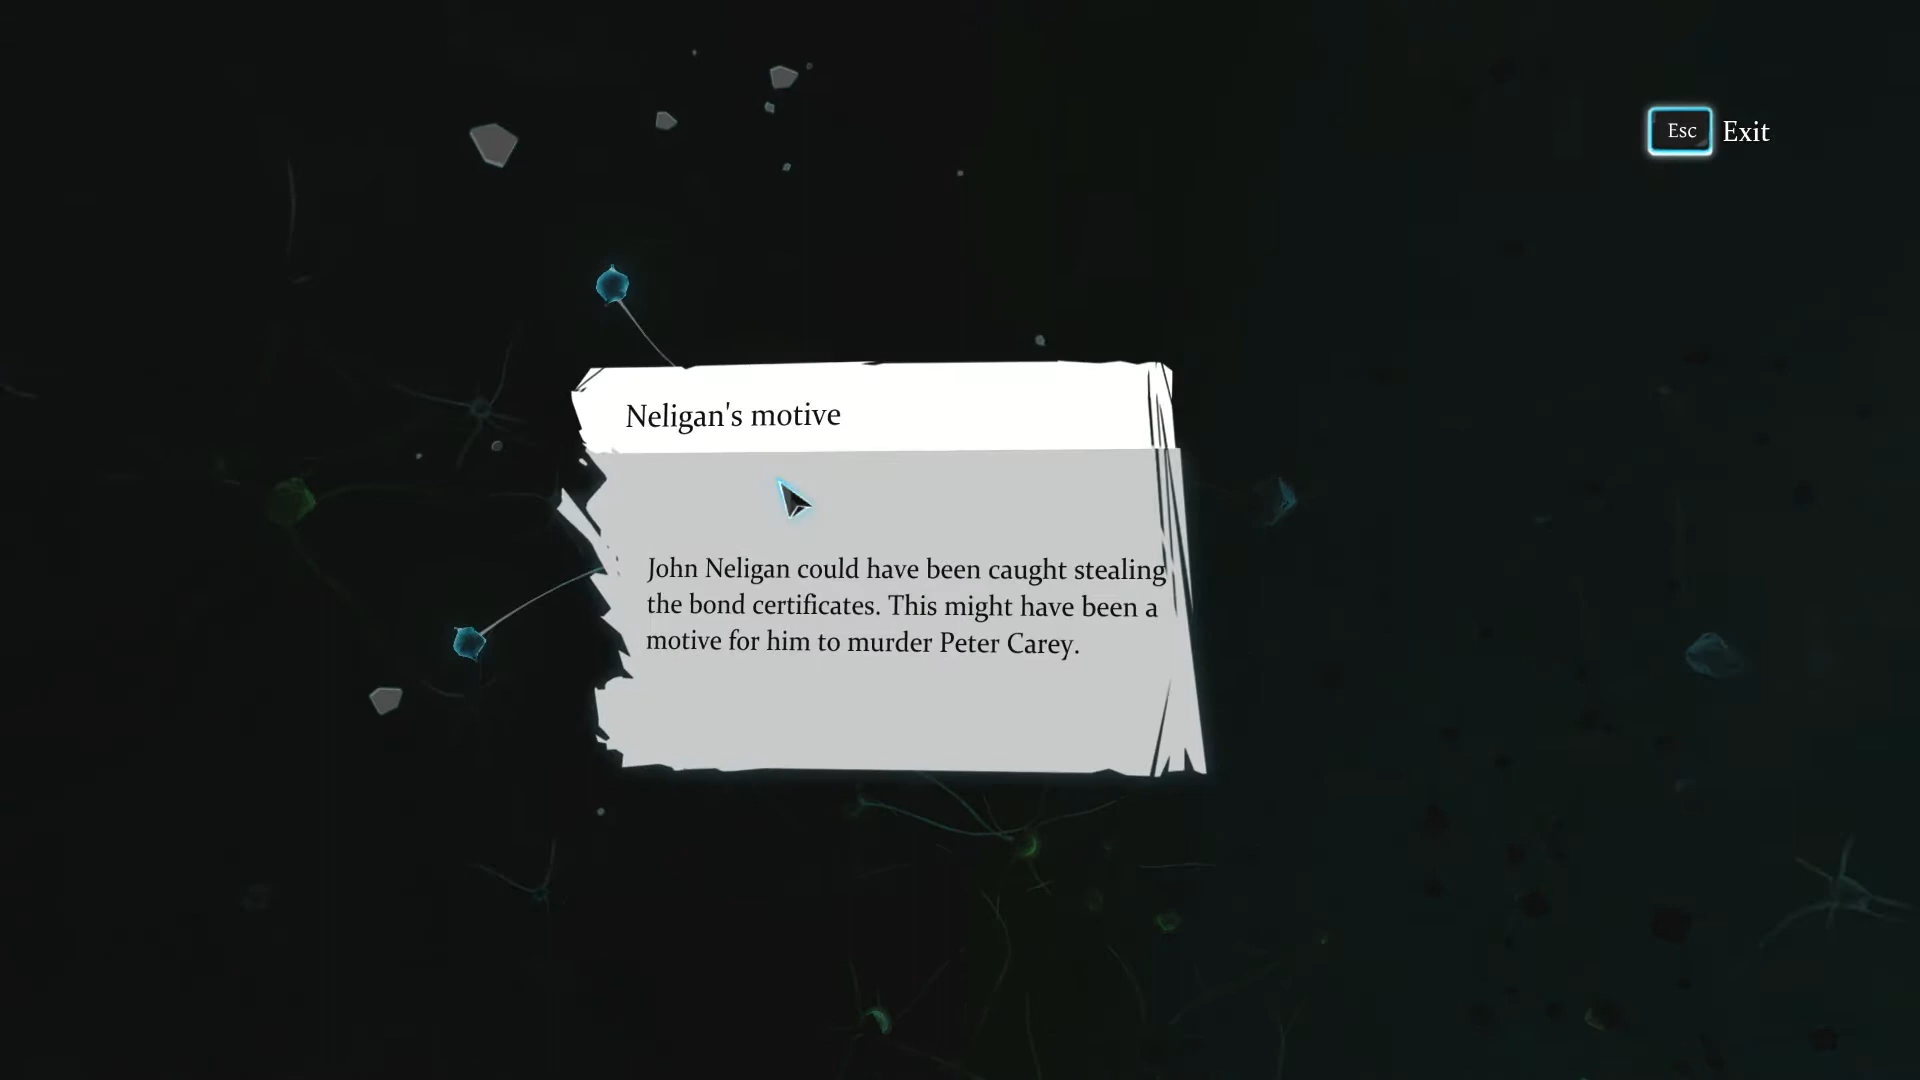 Esc Exit
Neligan's motive
John Neligan could have been caught stealing
the bond certificates. This might have been a
motive for him to murder Peter Carey.